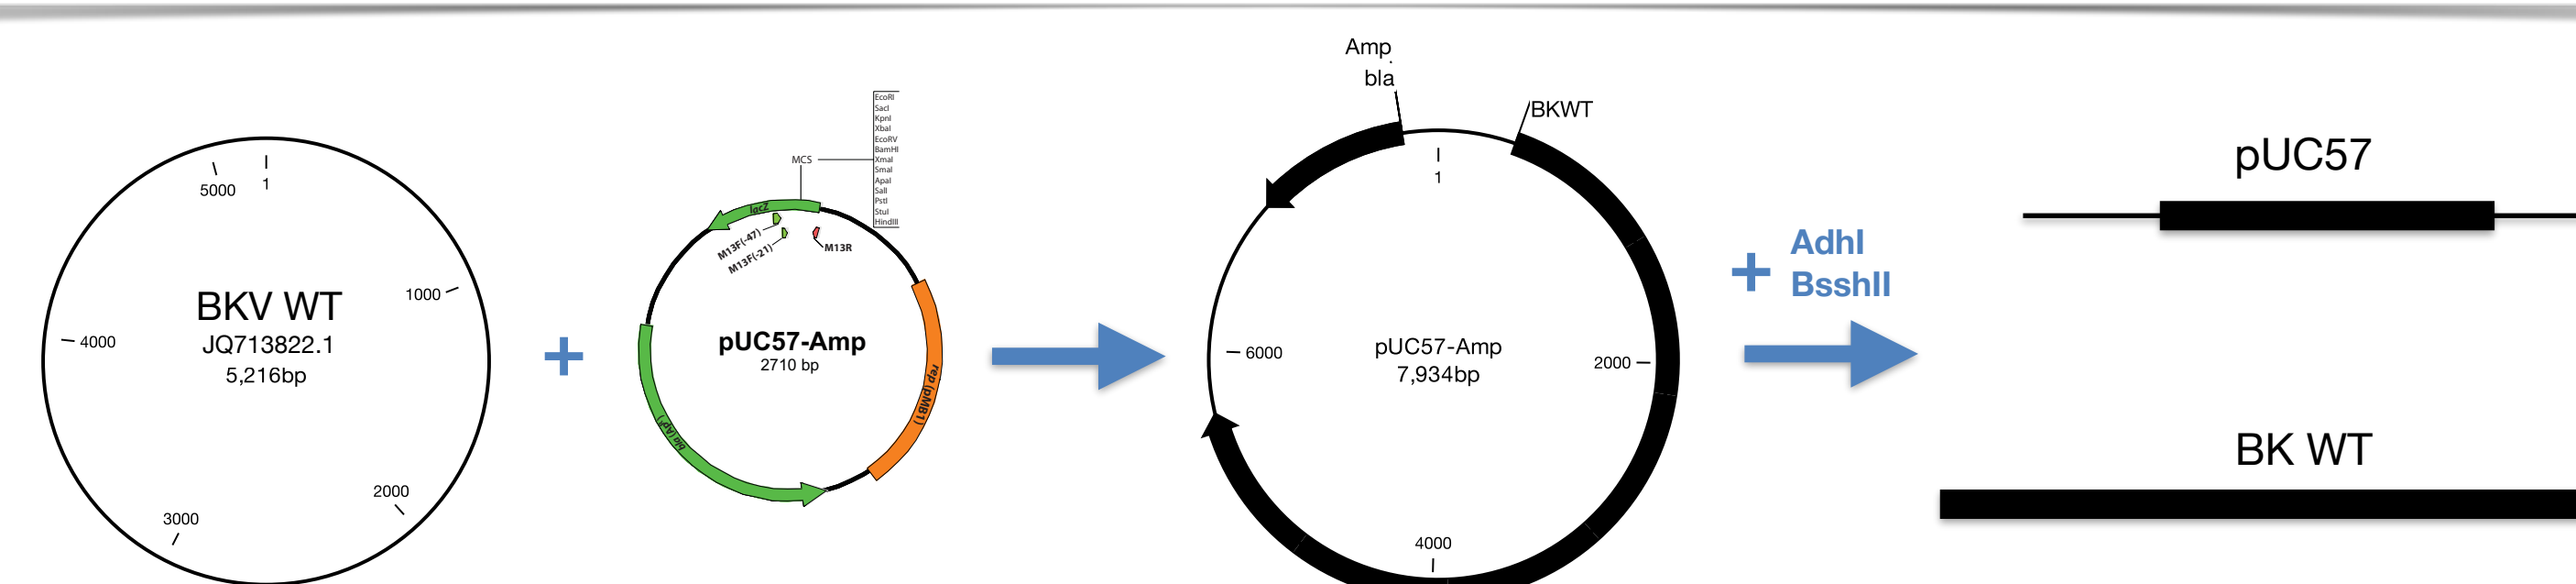 5000
1
1000
BKV WT
JQ713822.1
5,216bp
4000
2000
3000
+
EcoRI
SacI
KpnI
XbaI
EcoRV
BamHI
XmaI
SmaI
ApaI
SalI
PstI
StuI
HindIII
MCS
lacZ
M13F(-47)
M13F(-21)
M13R
pUC57-Amp
2710 bp
rep (pMB1)
bla (ApR)
Amp
bla
BKWT
1
6000
pUC57-Amp
7,934bp
2000
4000
+
AdhI
BsshII
pUC57
BK WT